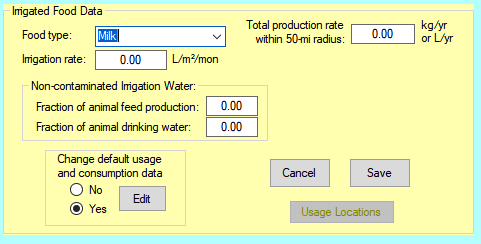 Irrigated Food Data
Food type: Milk
Total production rate
within 50-mi radius: 0.00 kg/yr
or L/yr
Irrigation rate: 0.00 L/m²/mon
Non-contaminated Irrigation Water:
Fraction of animal feed production: 0.00
Fraction of animal drinking water: 0.00
Change default usage
and consumption data
No
Yes
Edit
Cancel
Save
Usage Locations